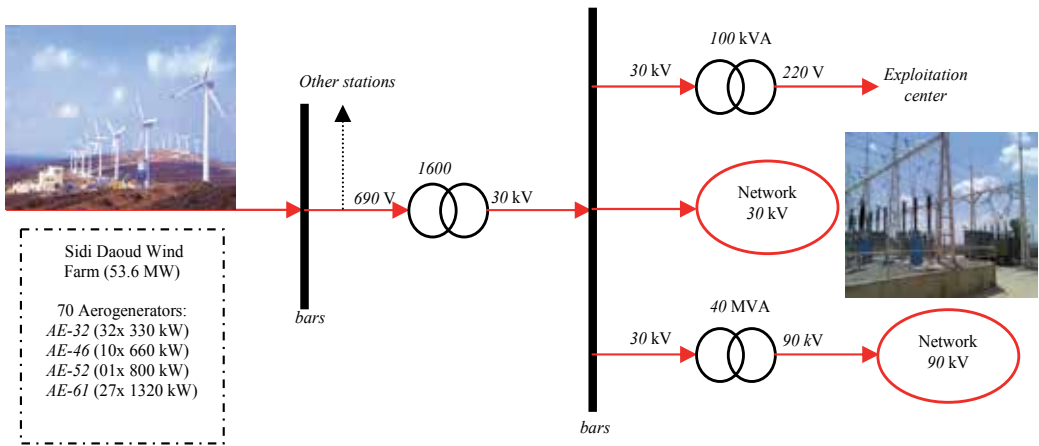 Other stations
690 V
1600
30 kV
bars
Sidi Daoud Wind
Farm (53.6 MW)
70 Aerogenerators:
AE-32 (32x 330 kW)
AE-46 (10x 660 kW)
AE-52 (01x 800 kW)
AE-61 (27x 1320 kW)
100 kVA
30 kV
220 V
Exploitation
center
Network
30 kV
40 MVA
30 kV
90 kV
Network
90 kV
bars